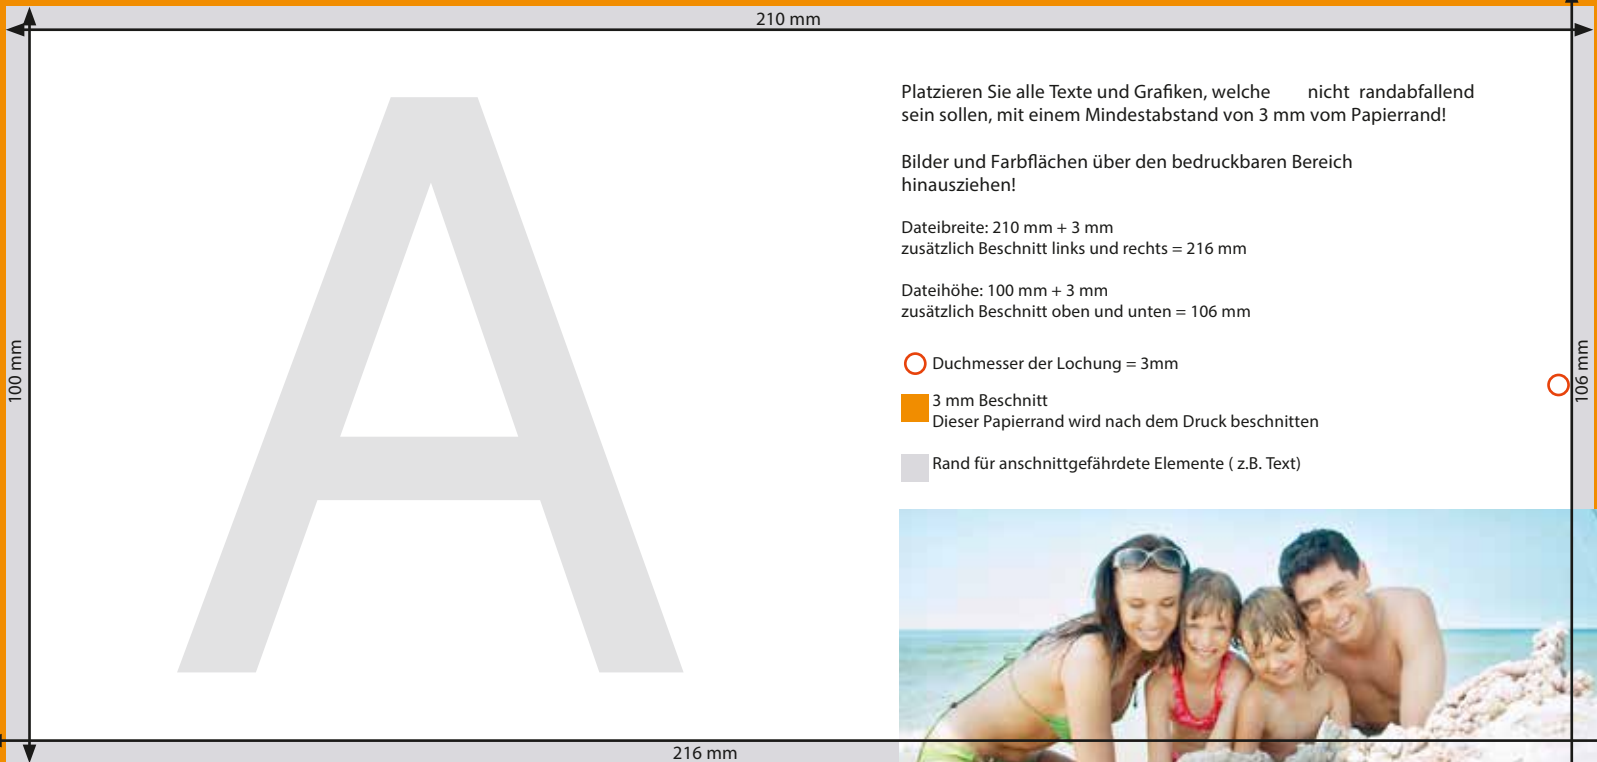 210 mm
A
Platzieren Sie alle Texte und Grafiken, welche nicht randabfallend
sein sollen, mit einem Mindestabstand von 3 mm vom Papierrand!
Bilder und Farbflächen über den bedruckbaren Bereich
hinausziehen!
Dateibreite: 210 mm + 3 mm
zusätzlich Beschnitt links und rechts = 216 mm
Dateihöhe: 100 mm + 3 mm
zusätzlich Beschnitt oben und unten = 106 mm
Duchmesser der Lochung = 3mm
3 mm Beschnitt
Dieser Papierrand wird nach dem Druck beschnitten
Rand für anschnittgefährdete Elemente ( z.B. Text)
100 mm
106 mm
216 mm